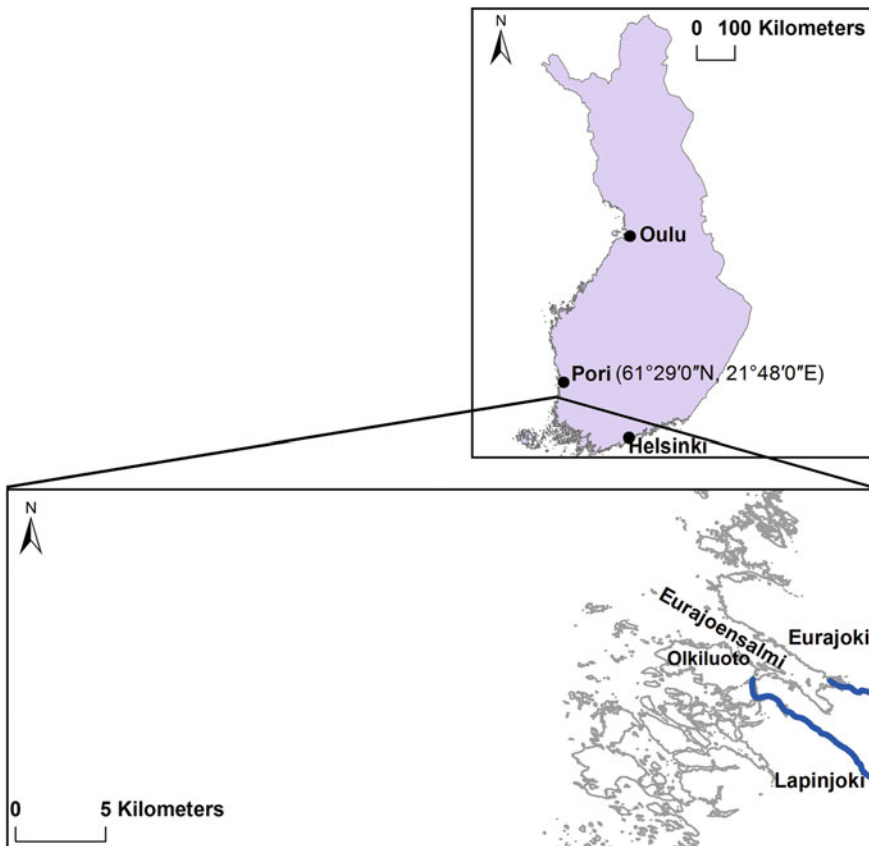 N
0 100 Kilometers
Oulu
Pori (61°29′0″N, 21°48′0″E)
Helsinki
N
Eurajoensalmi
Eurajoki
Olkiluoto
Lapinjoki
0 5 Kilometers